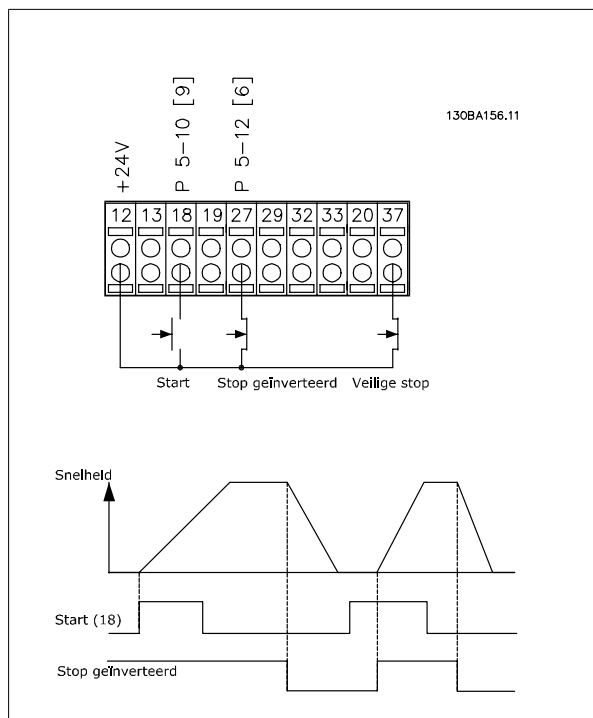 130BA156.11
+24V
P 5-10 [9]
P 5-12 [6]
12 13 18 19 27 29 32 33 20 37
Start Stop geïnverteerd Veilige stop
Snelheld
Start (18)
Stop geïnverteerd